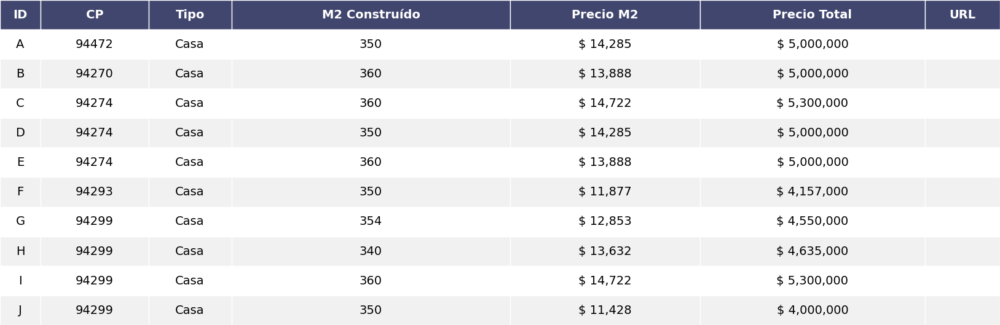 ID CP Tipo M2 Construído Precio M2 Precio Total URL
A 94472 Casa 350 $ 14,285 $ 5,000,000
B 94270 Casa 360 $ 13,888 $ 5,000,000
C 94274 Casa 360 $ 14,722 $ 5,300,000
D 94274 Casa 350 $ 14,285 $ 5,000,000
E 94274 Casa 360 $ 13,888 $ 5,000,000
F 94293 Casa 350 $ 11,877 $ 4,157,000
G 94299 Casa 354 $ 12,853 $ 4,550,000
H 94299 Casa 340 $ 13,632 $ 4,635,000
I 94299 Casa 360 $ 14,722 $ 5,300,000
J 94299 Casa 350 $ 11,428 $ 4,000,000